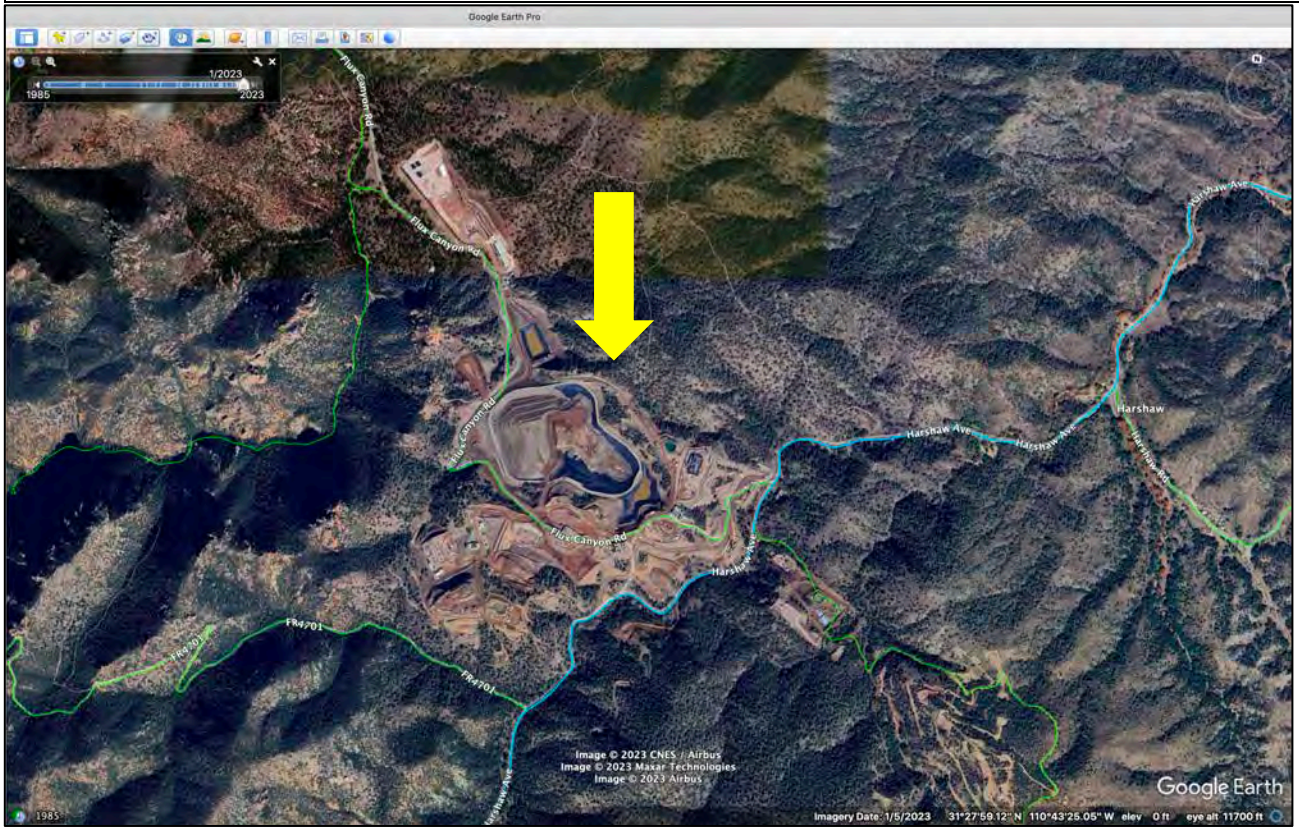 Google Earth Pro
1/2023
1985
2023
N
Flux Canyon Rd
Flux Canyon Rd
Flux Canyon Rd
Flux Canyon Rd
Harshaw Ave
Harshaw Ave
Harshaw Ave
Harshaw
Harshaw Rd
Harshaw Ave
FR4701
FR4701
FR4701
Harshaw Ave
Image © 2023 CNES / Airbus
Image © 2023 Maxar Technologies
Image © 2023 Airbus
Google Earth
1985
Imagery Date: 1/5/2023 31°27'59.12" N 110°43'25.05" W elev 0 ft eye alt 11700 ft